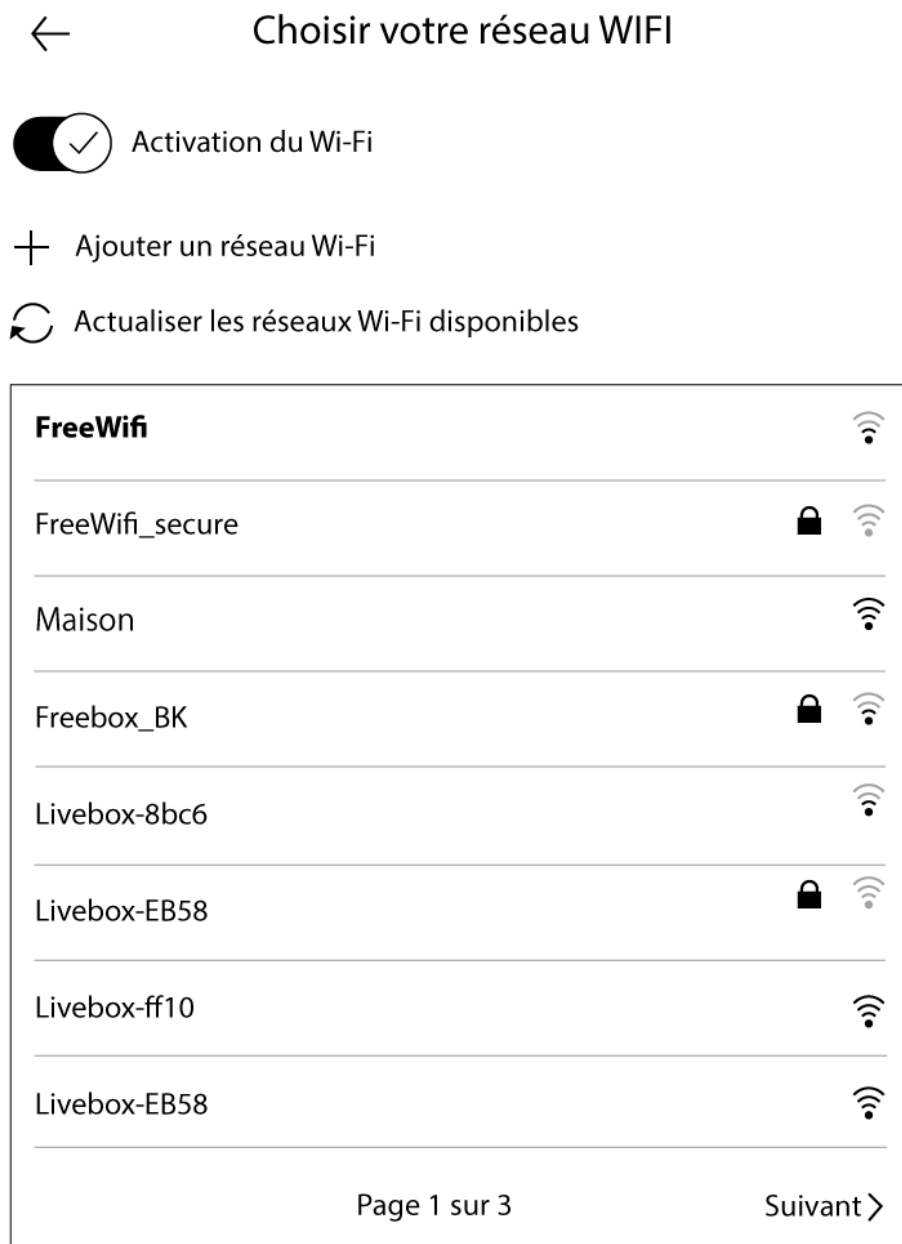 Choisir votre réseau WIFI
Activation du Wi-Fi
Ajouter un réseau Wi-Fi
Actualiser les réseaux Wi-Fi disponibles
FreeWifi
FreeWifi_secure
Maison
Freebox_BK
Livebox-8bc6
Livebox-EB58
Livebox-ff10
Livebox-EB58
Page 1 sur 3 Suivant